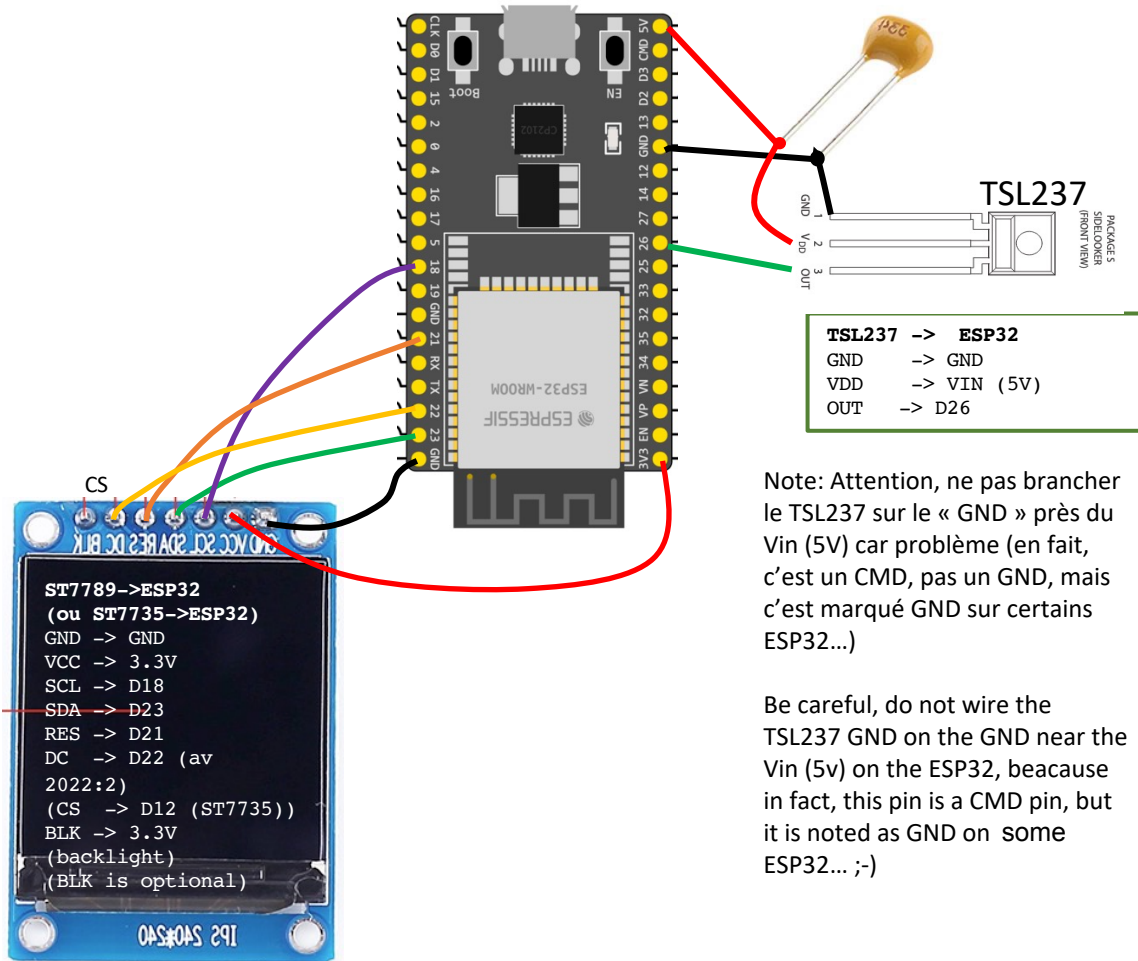 CLK
D0
D1
15
2
0
4
16
17
5
18
19
GND
21
RX
TX
22
23
GND
Boot
EN
CP2102
5V
CMD
D3
D2
13
GND
12
14
27
26
25
33
32
35
34
VN
VP
EN
3V3
ESP32-WROOM
ESPRESSIF
TSL237
GND 1
VDD 2
OUT 3
PACKAGE S
SIDELOOKER
(FRONT VIEW)
TSL237 -> ESP32
GND -> GND
VDD -> VIN (5V)
OUT -> D26
Note: Attention, ne pas brancher
le TSL237 sur le « GND » près du
Vin (5V) car problème (en fait,
c’est un CMD, pas un GND, mais
c’est marqué GND sur certains
ESP32…)
Be careful, do not wire the
TSL237 GND on the GND near the
Vin (5v) on the ESP32, beacause
in fact, this pin is a CMD pin, but
it is noted as GND on some
ESP32… ;-)
CS
GND VCC SCL SDA RES DC BLK
ST7789->ESP32
(ou ST7735->ESP32)
GND -> GND
VCC -> 3.3V
SCL -> D18
SDA -> D23
RES -> D21
DC -> D22 (av
2022:2)
(CS -> D12 (ST7735))
BLK -> 3.3V
(backlight)
(BLK is optional)
IPS 240*240